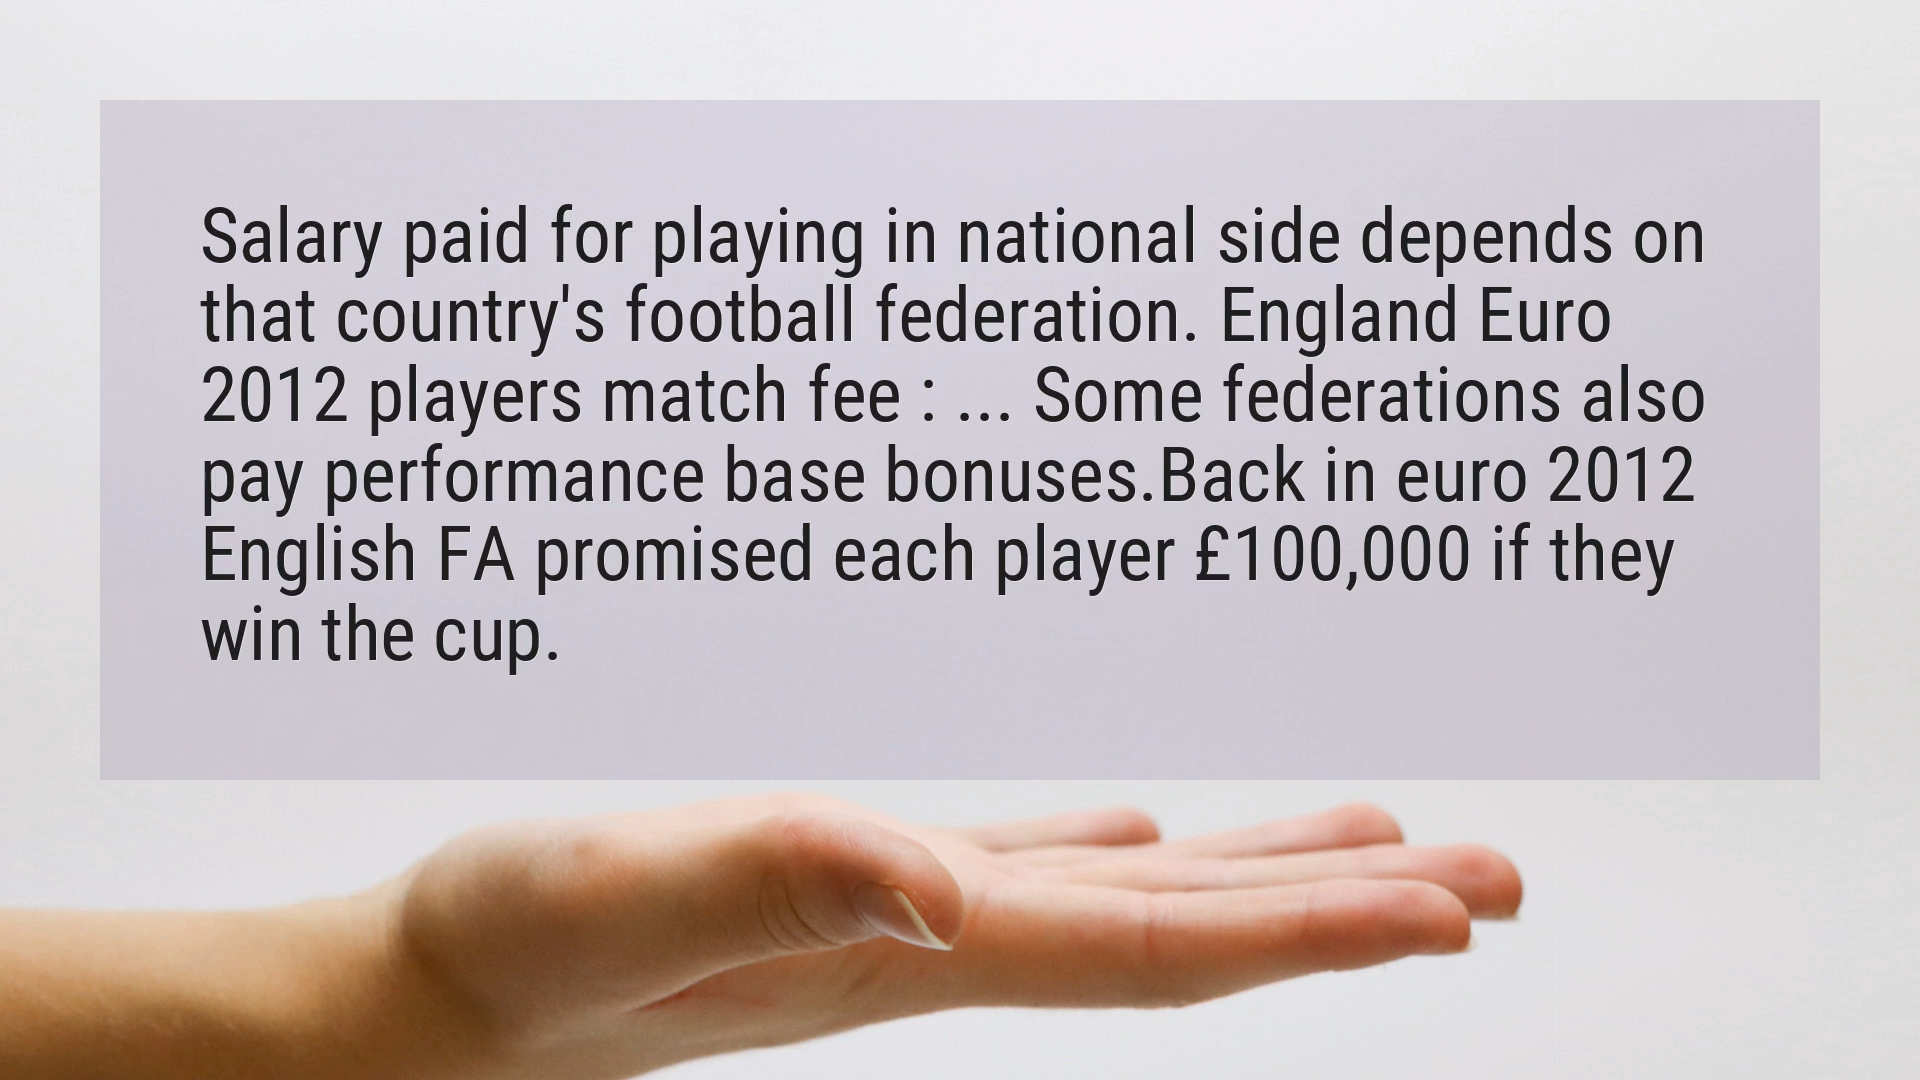 Salary paid for playing in national side depends on
that country's football federation. England Euro
2012 players match fee : ... Some federations also
pay performance base bonuses.Back in euro 2012
English FA promised each player £100,000 if they
win the cup.